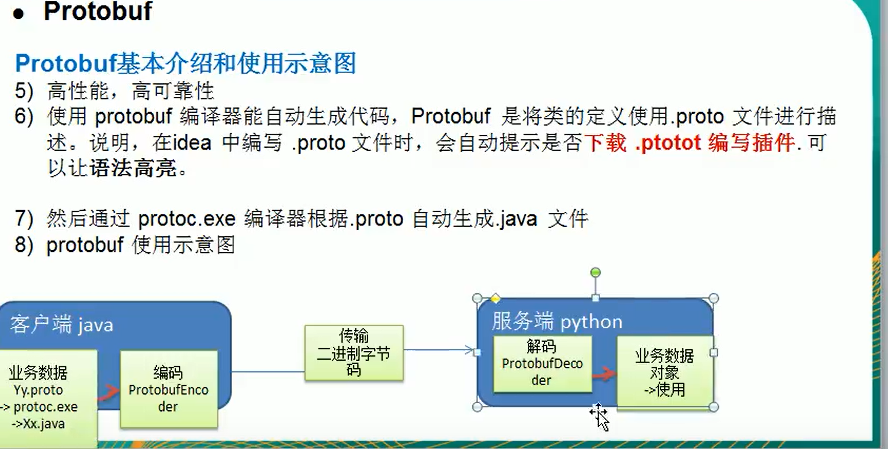 ● Protobuf
Protobuf基本介绍和使用示意图
5) 高性能，高可靠性
6) 使用 protobuf 编译器能自动生成代码，Protobuf 是将类的定义使用.proto 文件进行描
述。说明，在idea 中编写 .proto 文件时，会自动提示是否下载 .ptotot 编写插件. 可
以让语法高亮。
7) 然后通过 protoc.exe 编译器根据.proto 自动生成.java 文件
8) protobuf 使用示意图
客户端 java
业务数据
Yy.proto
-> protoc.exe
->Xx.java
编码
ProtobufEnco
der
传输
二进制字节
码
服务端 python
解码
ProtobufDeco
der
业务数据
对象
->使用